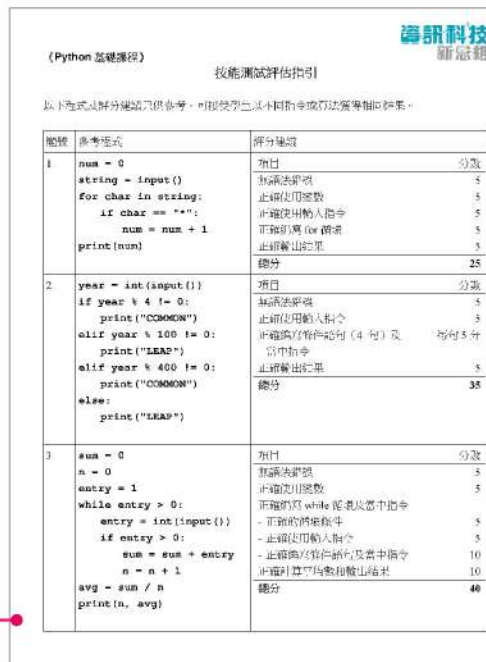 資訊科技
新思維
《Python 基礎課程》
技能測試評估指引
以下程式及評分建議只供參考，可接受學生以不同指令或方法獲得相同結果。
題號 參考程式 評分建議
1
num = 0
string = input()
for char in string:
if char == "*":
num = num + 1
print(num)
項目 分數
無語法錯誤 5
正確使用變數 5
正確使用輸入指令 5
正確編寫 for 循環 5
正確輸出結果 5
總分 25
2
year = int(input())
if year % 4 != 0:
print("COMMON")
elif year % 100 != 0:
print("LEAP")
elif year % 400 != 0:
print("COMMON")
else:
print("LEAP")
項目 分數
無語法錯誤 5
正確使用輸入指令 5
正確編寫條件語句（4 句）及 每句 5 分
當中指令
正確輸出結果 5
總分 35
3
sum = 0
n = 0
entry = 1
while entry > 0:
entry = int(input())
if entry > 0:
sum = sum + entry
n = n + 1
avg = sum / n
print(n, avg)
項目 分數
無語法錯誤 5
正確使用變數 5
正確編寫 while 循環及當中指令
- 正確的循環條件 5
- 正確使用輸入指令 5
- 正確編寫條件語句及當中指令 10
正確計算平均數和輸出結果 10
總分 40